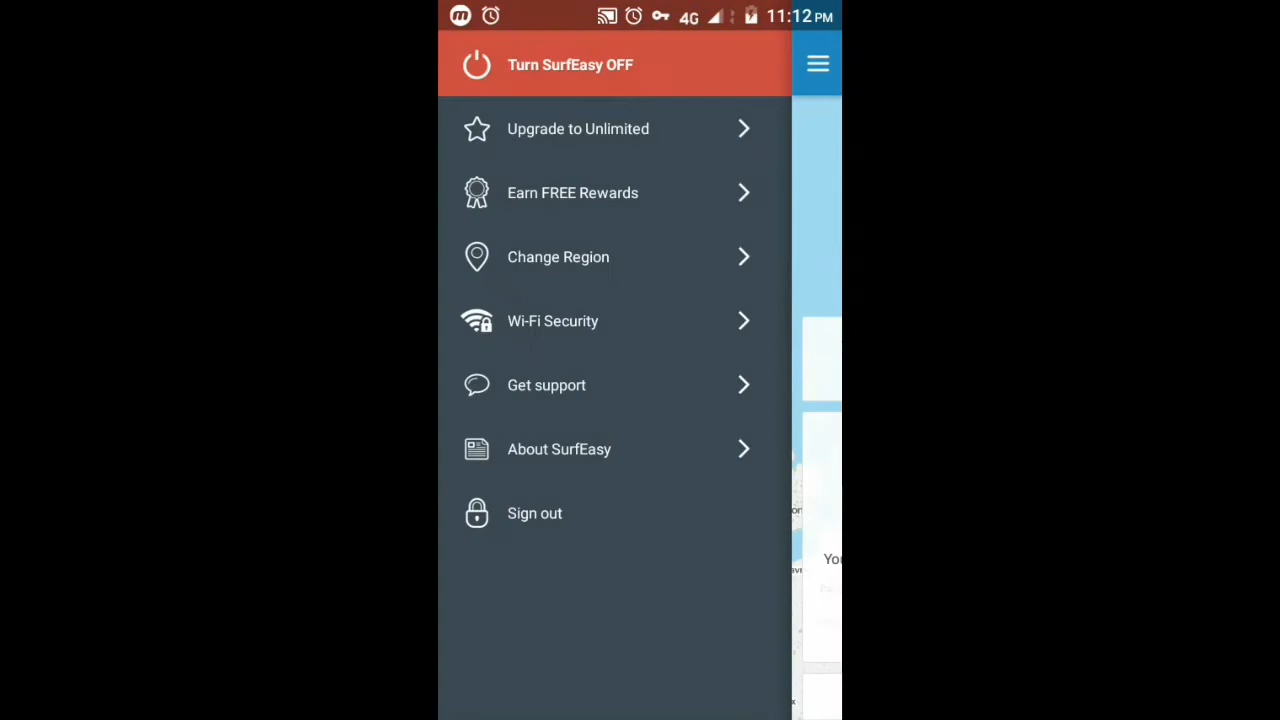 4G 11:12 PM
Turn SurfEasy OFF
Upgrade to Unlimited
Earn FREE Rewards
Change Region
Wi-Fi Security
Get support
About SurfEasy
Sign out